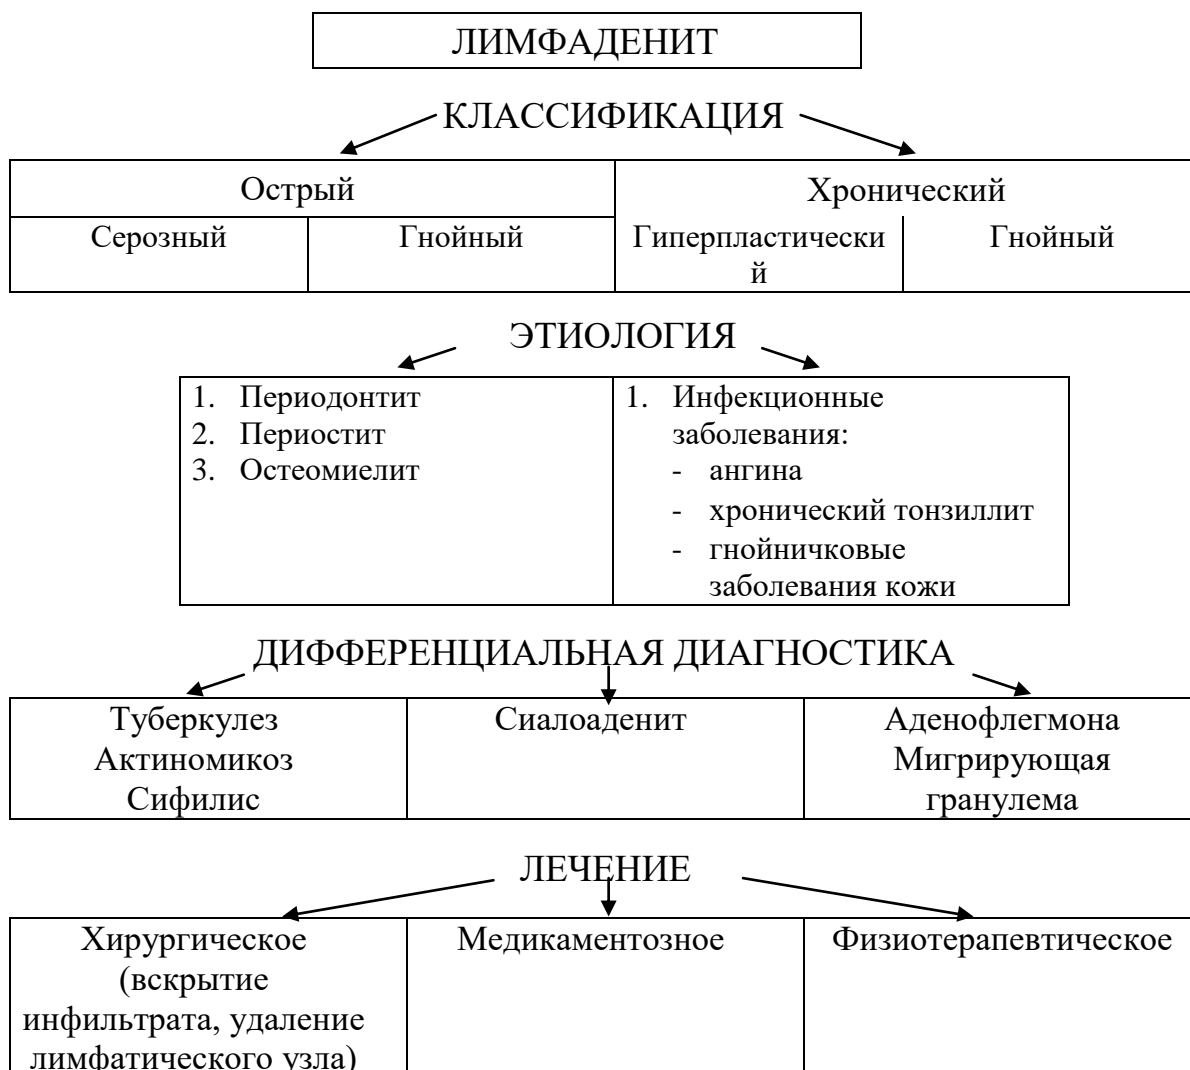 ЛИМФАДЕНИТ
КЛАССИФИКАЦИЯ
Острый
Хронический
Серозный
Гнойный
Гиперпластически
й
Гнойный
ЭТИОЛОГИЯ
1. Периодонтит
2. Периостит
3. Остеомиелит
1. Инфекционные
заболевания:
- ангина
- хронический тонзиллит
- гнойничковые
заболевания кожи
ДИФФЕРЕНЦИАЛЬНАЯ ДИАГНОСТИКА
Туберкулез
Актиномикоз
Сифилис
Сиалоаденит
Аденофлегмона
Мигрирующая
гранулема
ЛЕЧЕНИЕ
Хирургическое
(вскрытие
инфильтрата, удаление
лимфатического узла)
Медикаментозное
Физиотерапевтическое